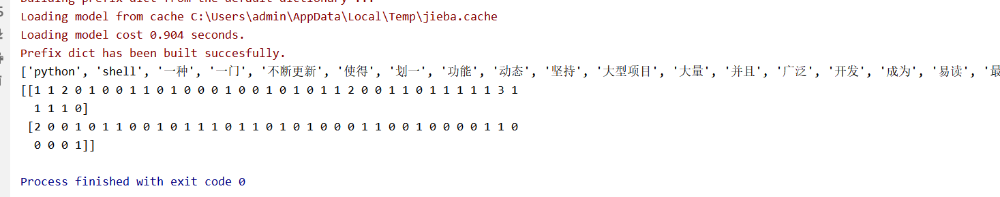 Building prefix dict from the default dictionary ...
Loading model from cache C:\Users\admin\AppData\Local\Temp\jieba.cache
Loading model cost 0.904 seconds.
Prefix dict has been built succesfully.
['python', 'shell', '一种', '一门', '不断更新', '使得', '划一', '功能', '动态', '坚持', '大型项目', '大量', '并且', '广泛', '开发', '成为', '易读', '最
[[1 1 2 0 1 0 0 1 1 0 1 0 0 0 1 0 0 1 0 1 0 1 1 2 0 0 1 1 0 1 1 1 1 1 3 1
1 1 1 0]
[2 0 0 1 0 1 1 0 0 1 0 1 1 1 0 1 1 0 1 0 1 0 0 0 1 1 0 0 1 0 0 0 0 1 1 0
0 0 0 1]]
Process finished with exit code 0